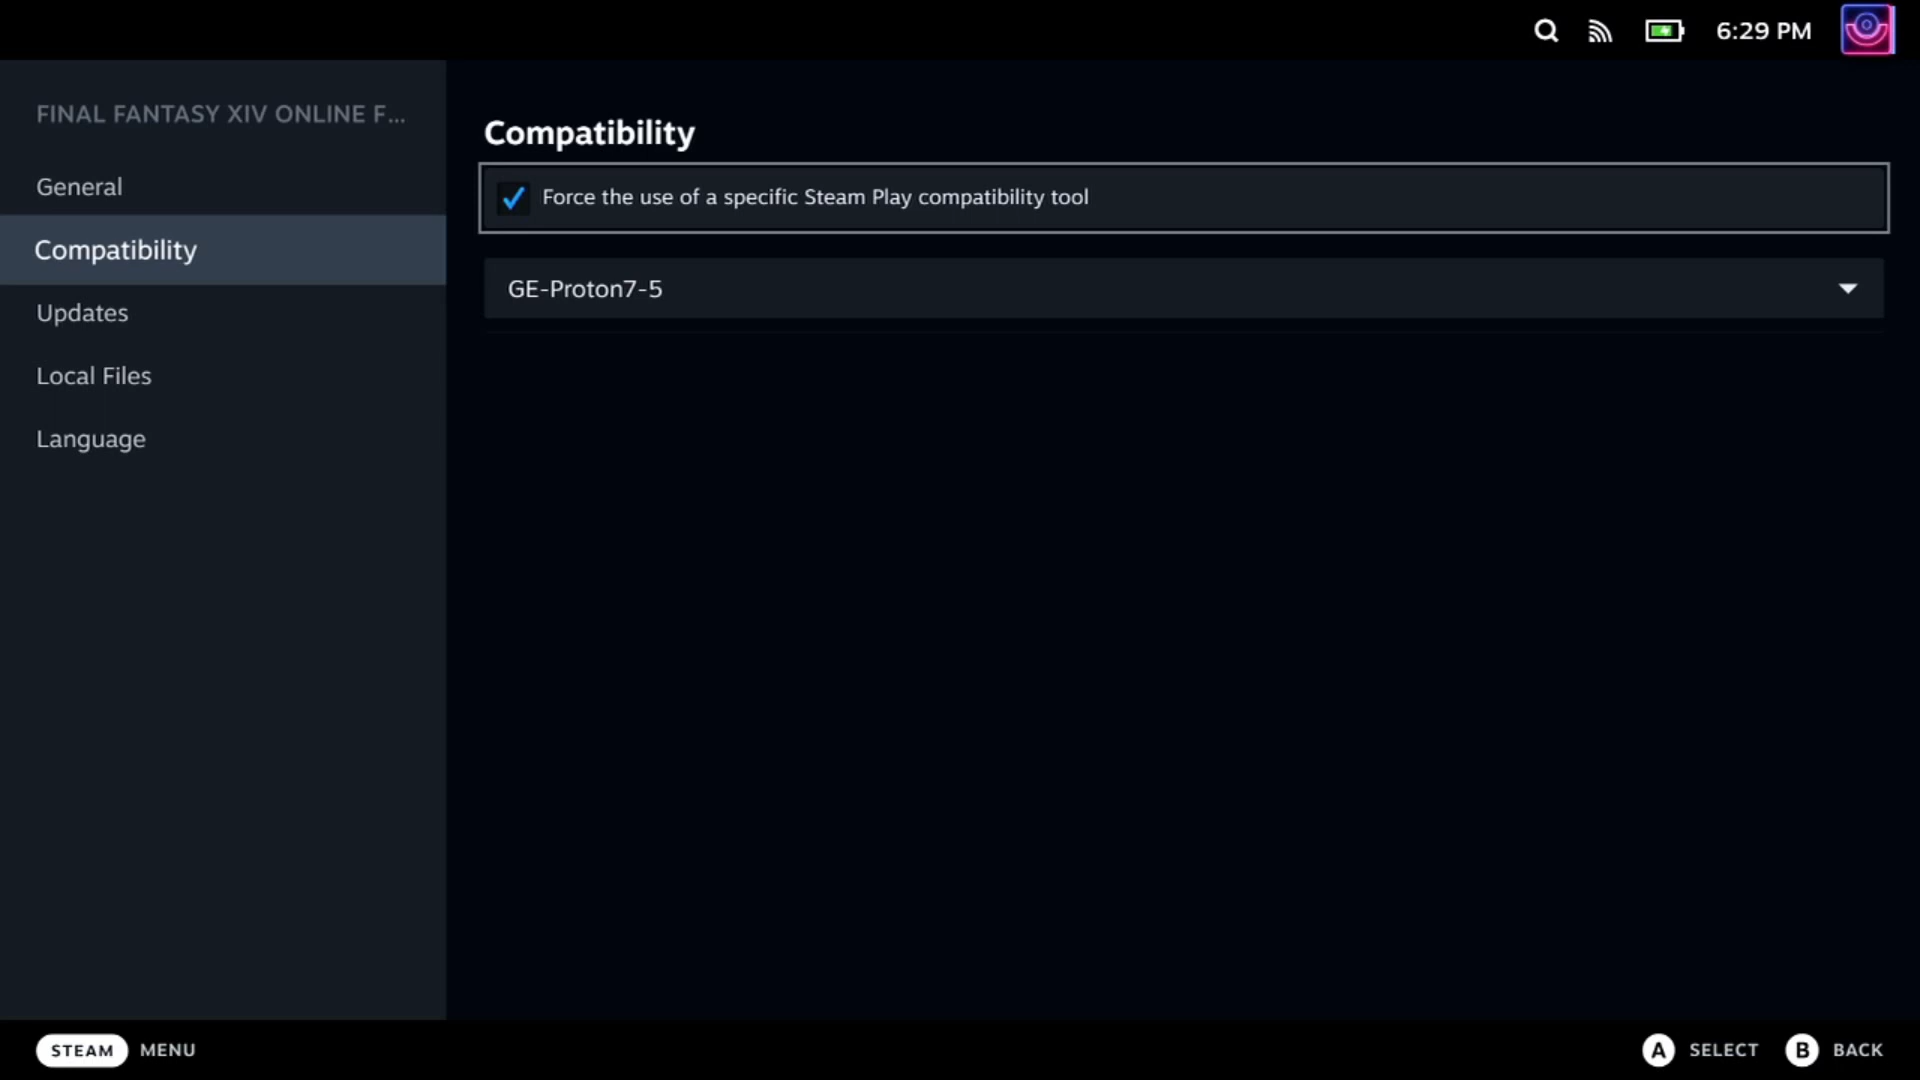 6:29 PM
FINAL FANTASY XIV ONLINE F...
General
Compatibility
Updates
Local Files
Language
Compatibility
Force the use of a specific Steam Play compatibility tool
GE-Proton7-5
STEAM MENU
A SELECT B BACK